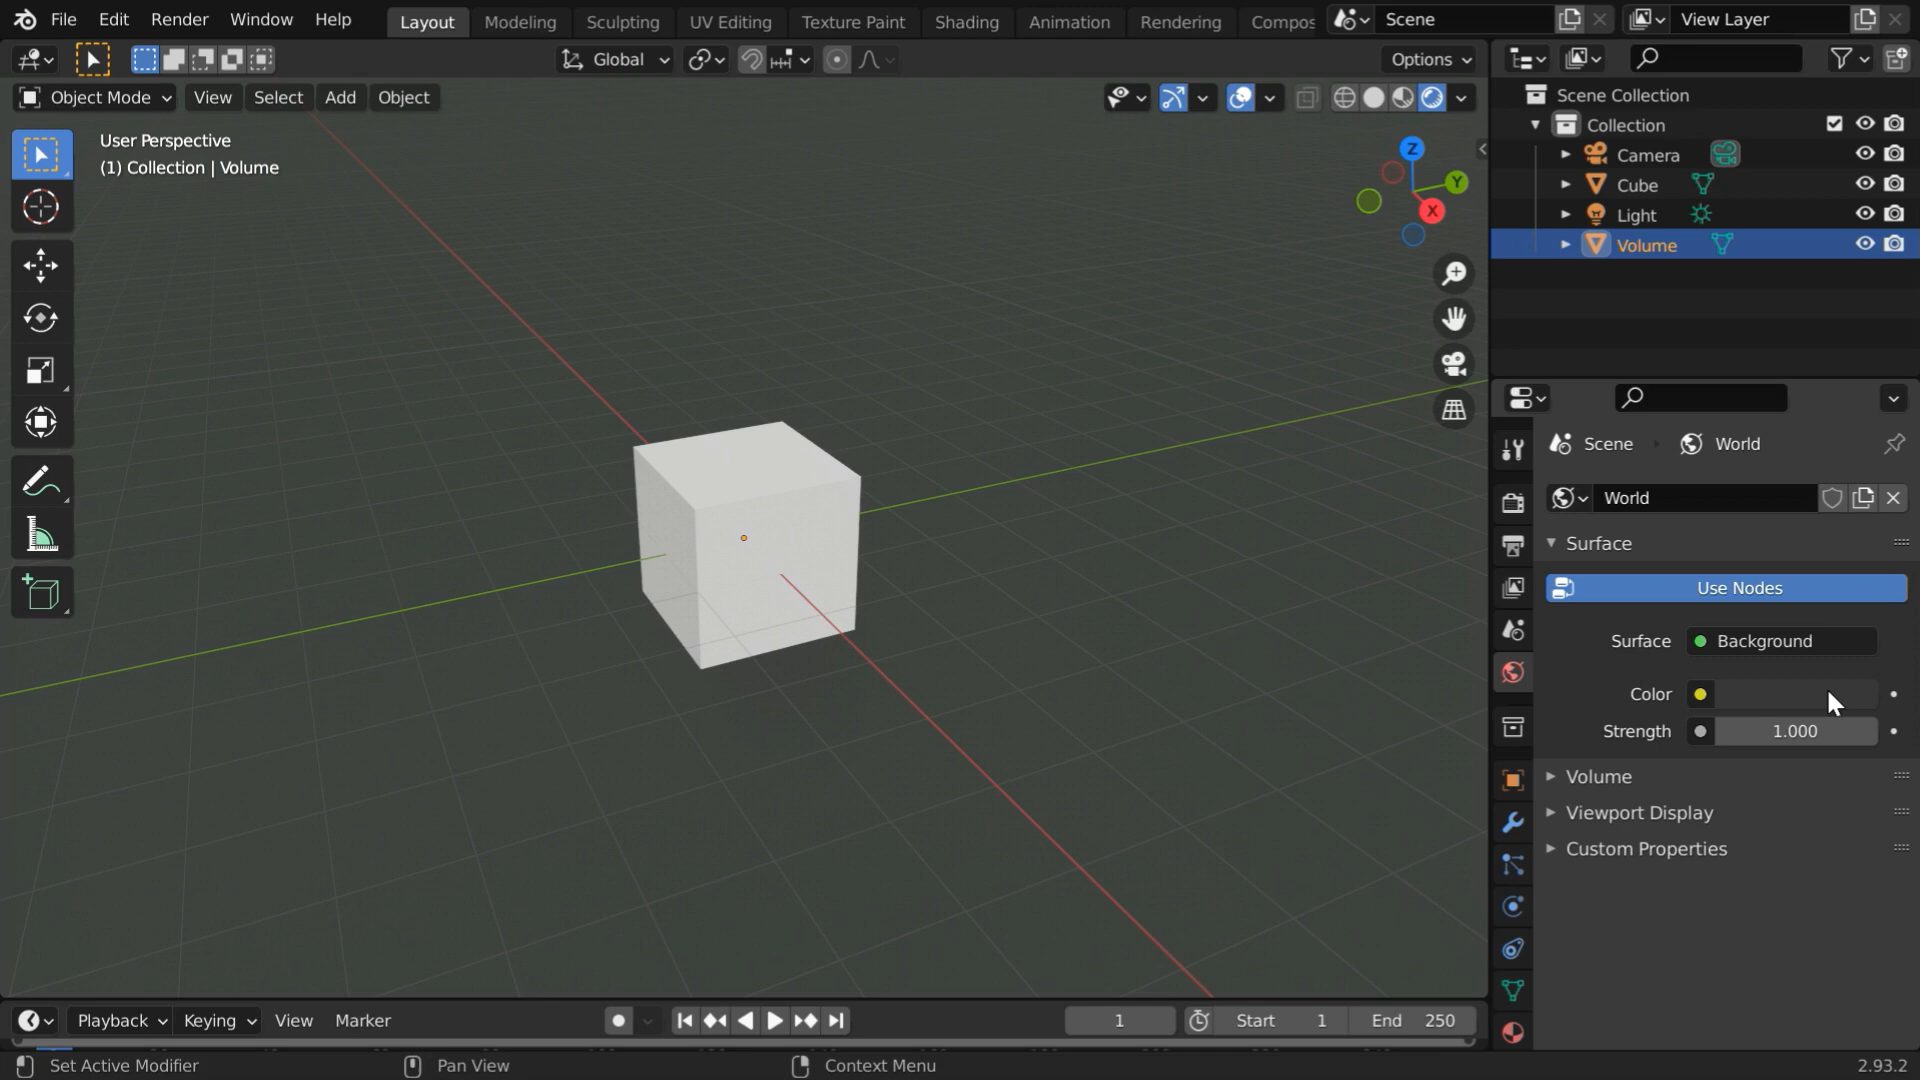 File Edit Render Window Help Layout Modeling Sculpting UV Editing Texture Paint Shading Animation Rendering Compos Scene View Layer
Global Options
Object Mode View Select Add Object
User Perspective
(1) Collection | Volume
Z
Y
X
Scene Collection
Collection
Camera
Cube
Light
Volume
Scene World
World
Surface
Use Nodes
Surface Background
Color
Strength 1.000
Volume
Viewport Display
Custom Properties
Playback Keying View Marker 1 Start 1 End 250
Set Active Modifier Pan View Context Menu 2.93.2